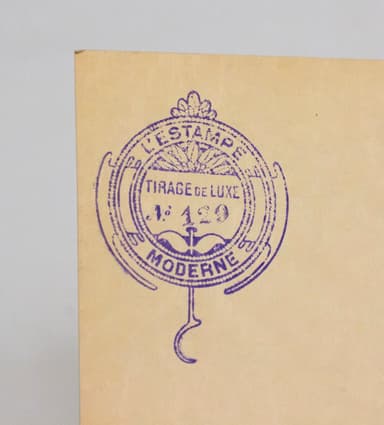 L'ESTAMPE
TIRAGE DE LUXE
№ 129
MODERNE